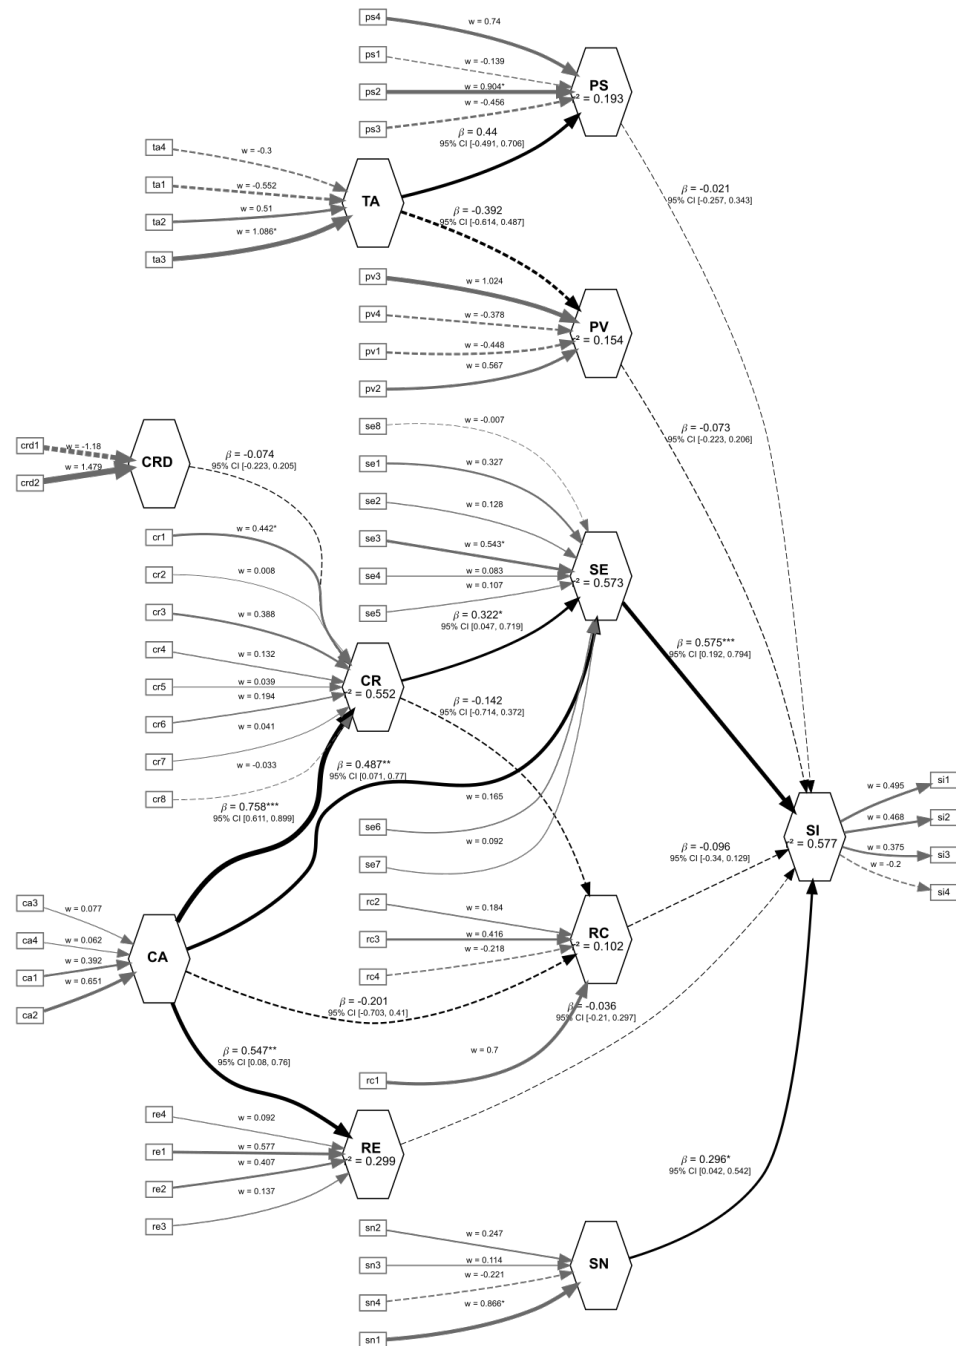 ps4
w = 0.74
ps1
w = -0.139
PS
ps2
w = 0.904*
r2 = 0.193
w = -0.456
ps3
β = 0.44
95% CI [-0.491, 0.706]
ta4
w = -0.3
ta1
w = -0.552
TA
ta2
w = 0.51
w = 1.086*
ta3
β = -0.021
95% CI [-0.257, 0.343]
β = -0.392
95% CI [-0.614, 0.487]
pv3
w = 1.024
pv4
w = -0.378
PV
r2 = 0.154
pv1
w = -0.448
w = 0.567
pv2
se8
w = -0.007
β = -0.073
95% CI [-0.223, 0.206]
crd1
w = -1.18
CRD
w = 1.479
crd2
β = -0.074
95% CI [-0.223, 0.205]
se1
w = 0.327
se2
w = 0.128
cr1
w = 0.442*
se3
w = 0.543*
SE
r2 = 0.573
cr2
w = 0.008
se4
w = 0.083
w = 0.107
se5
cr3
w = 0.388
β = 0.322*
95% CI [0.047, 0.719]
cr4
w = 0.132
β = 0.575***
95% CI [0.192, 0.794]
cr5
w = 0.039
CR
r2 = 0.552
w = 0.194
cr6
β = -0.142
95% CI [-0.714, 0.372]
w = 0.041
cr7
w = -0.033
cr8
β = 0.487**
95% CI [0.071, 0.77]
β = 0.758***
95% CI [0.611, 0.899]
w = 0.165
se6
w = 0.092
se7
si1
w = 0.495
si2
w = 0.468
SI
r2 = 0.577
w = 0.375
si3
w = -0.2
si4
β = -0.096
95% CI [-0.34, 0.129]
ca3
w = 0.077
ca4
w = 0.062
CA
w = 0.392
ca1
w = 0.651
ca2
rc2
w = 0.184
rc3
w = 0.416
RC
r2 = 0.102
w = -0.218
rc4
β = -0.201
95% CI [-0.703, 0.41]
β = -0.036
95% CI [-0.21, 0.297]
β = 0.547**
95% CI [0.08, 0.76]
w = 0.7
rc1
re4
w = 0.092
re1
w = 0.577
RE
r2 = 0.299
w = 0.407
re2
w = 0.137
re3
β = 0.296*
95% CI [0.042, 0.542]
sn2
w = 0.247
sn3
w = 0.114
SN
w = -0.221
sn4
w = 0.866*
sn1